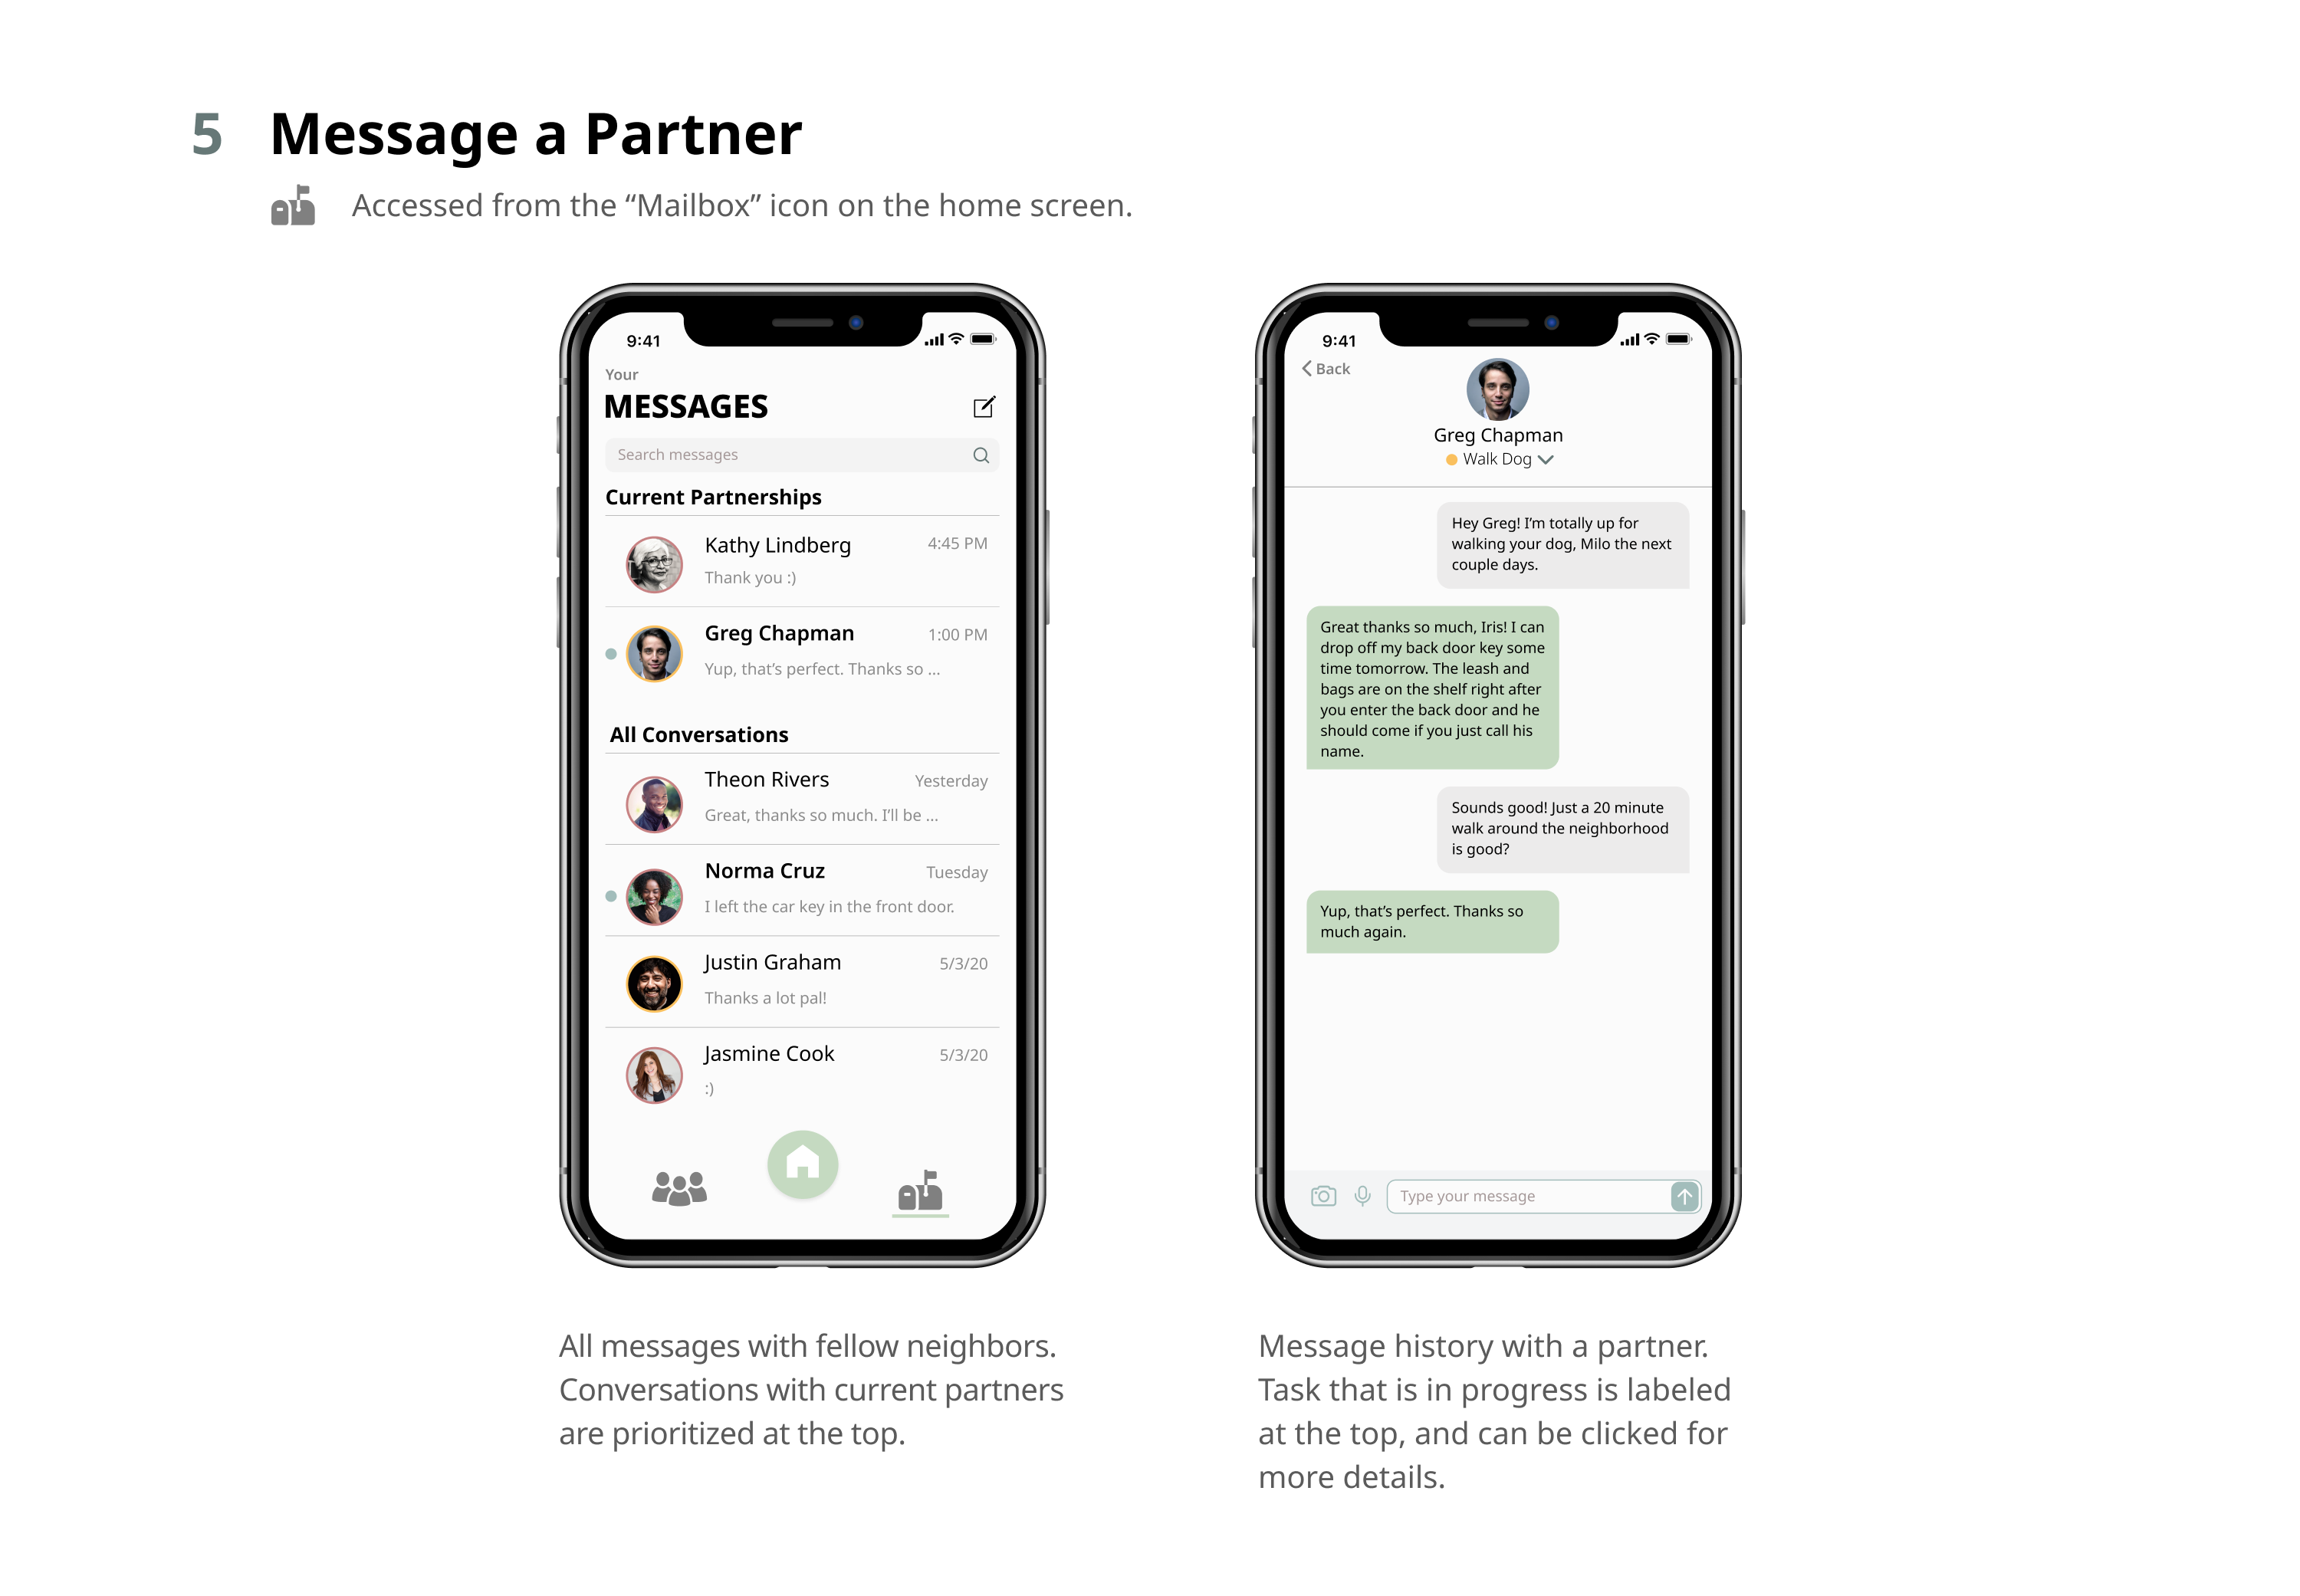 5 Message a Partner
Accessed from the “Mailbox” icon on the home screen.
9:41
Your
MESSAGES
Search messages
Current Partnerships
Kathy Lindberg 4:45 PM
Thank you :)
Greg Chapman 1:00 PM
Yup, that’s perfect. Thanks so ...
All Conversations
Theon Rivers Yesterday
Great, thanks so much. I’ll be ...
Norma Cruz Tuesday
I left the car key in the front door.
Justin Graham 5/3/20
Thanks a lot pal!
Jasmine Cook 5/3/20
:)
All messages with fellow neighbors.
Conversations with current partners
are prioritized at the top.
9:41
Back
Greg Chapman
Walk Dog
Hey Greg! I’m totally up for
walking your dog, Milo the next
couple days.
Great thanks so much, Iris! I can
drop off my back door key some
time tomorrow. The leash and
bags are on the shelf right after
you enter the back door and he
should come if you just call his
name.
Sounds good! Just a 20 minute
walk around the neighborhood
is good?
Yup, that’s perfect. Thanks so
much again.
Type your message
Message history with a partner.
Task that is in progress is labeled
at the top, and can be clicked for
more details.